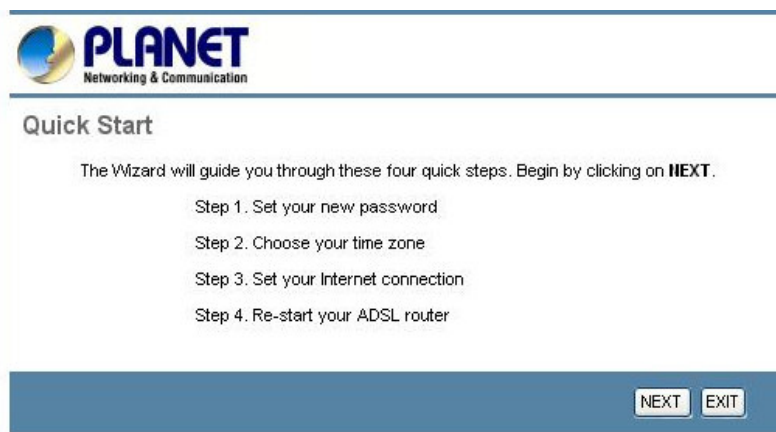 PLANET
Networking & Communication
Quick Start
The Wizard will guide you through these four quick steps. Begin by clicking on NEXT.
Step 1. Set your new password
Step 2. Choose your time zone
Step 3. Set your Internet connection
Step 4. Re-start your ADSL router
NEXT EXIT